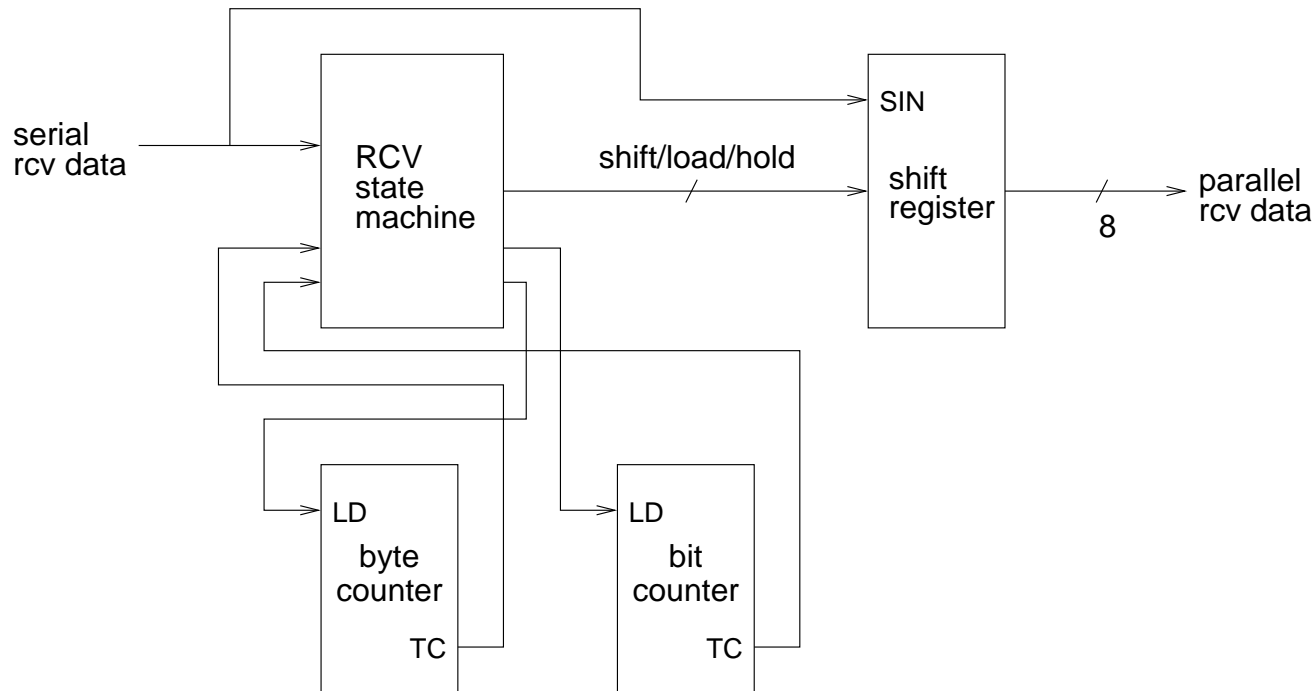 SIN
serial
rcv data
RCV
state
machine
shift/load/hold
shift
register
8
parallel
rcv data
LD
byte
counter
TC
LD
bit
counter
TC